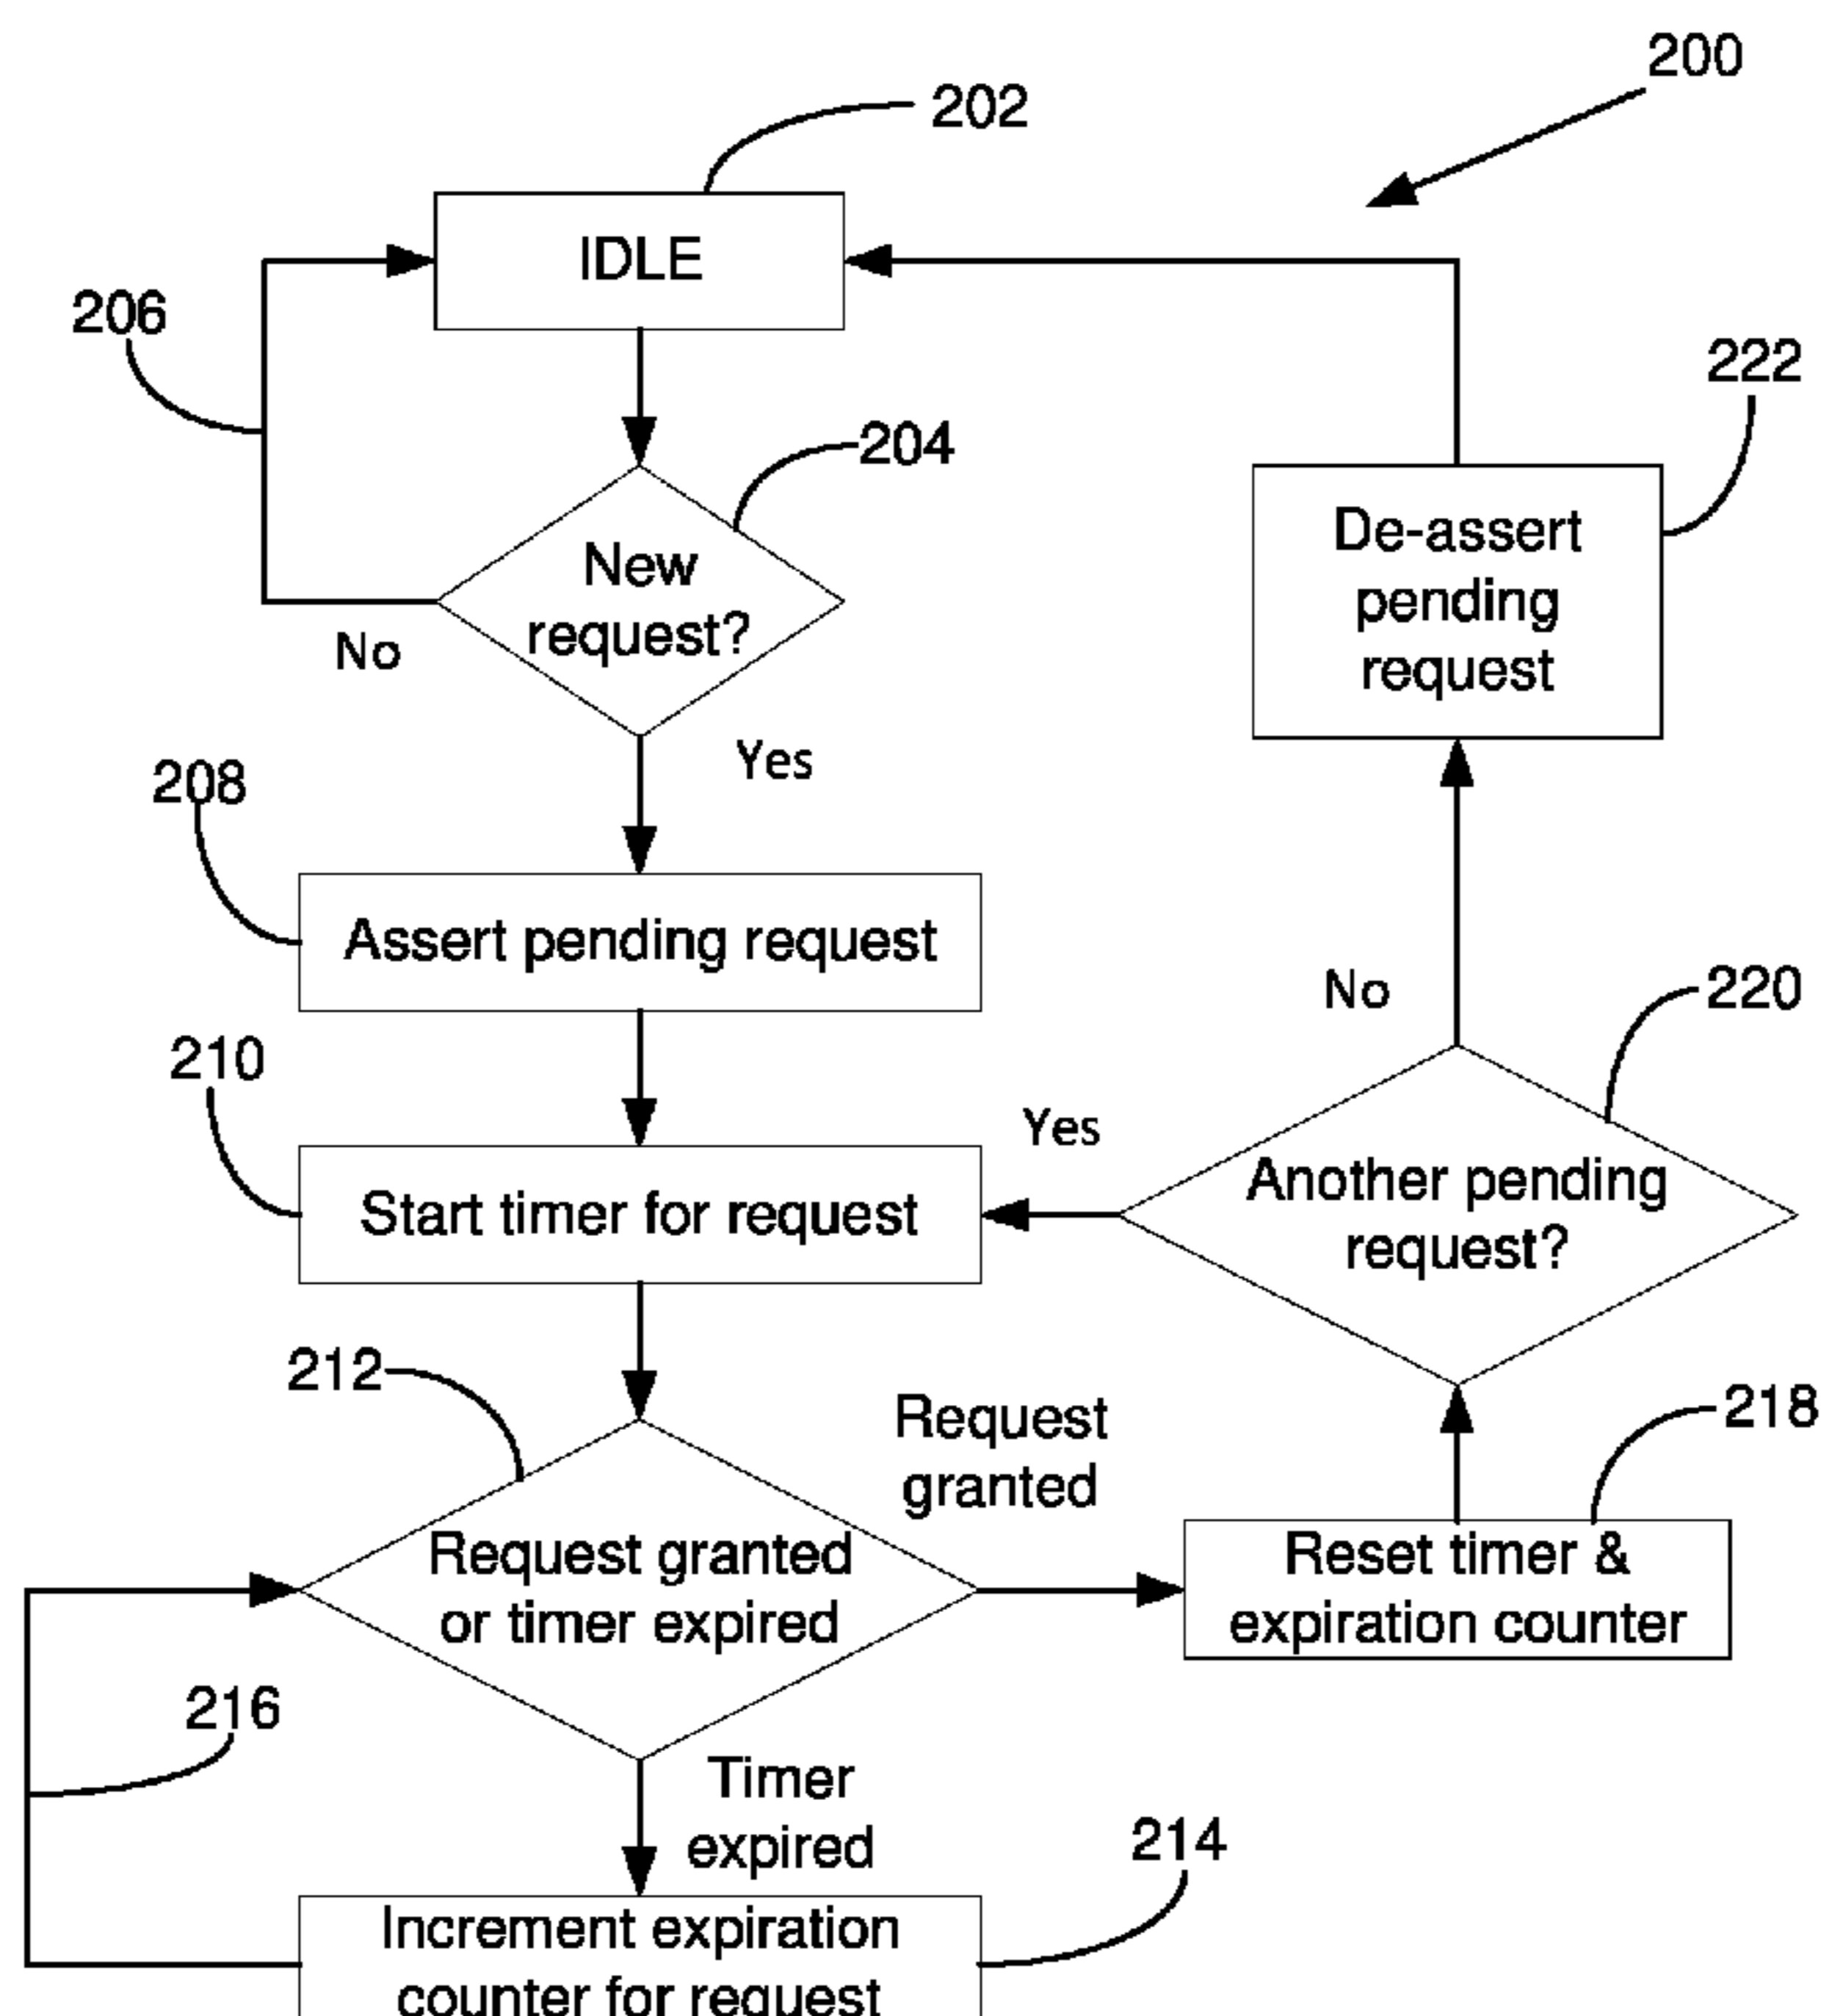 200
202
IDLE
206
222
204
New
request?
De-assert
pending
request
No
Yes
208
Assert pending request
No
220
210
Yes
Start timer for request
Another pending
request?
212
Request
granted
218
Request granted
or timer expired
Reset timer &
expiration counter
216
Timer
expired
214
Increment expiration
counter for request